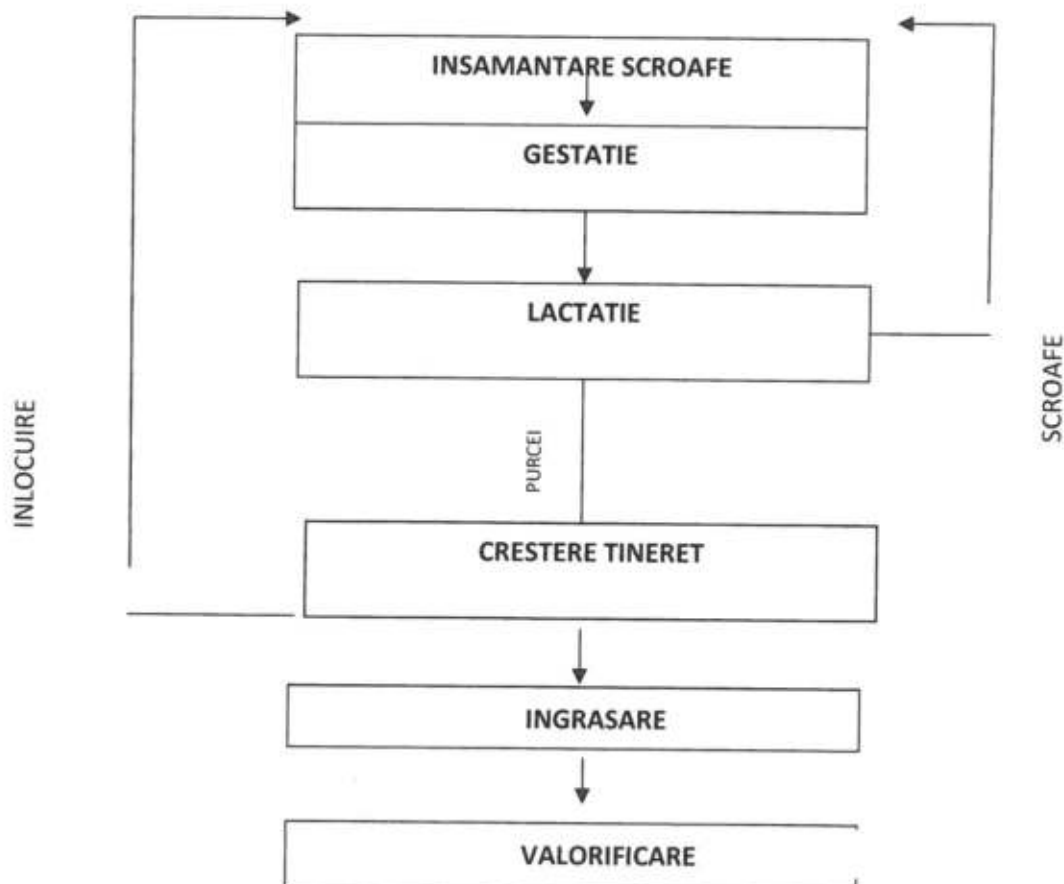 INSAMANTARE SCROAFE
GESTATIE
LACTATIE
SCROAFE
INLOCUIRE
PURCEI
CRESTERE TINERET
INGRASARE
VALORIFICARE